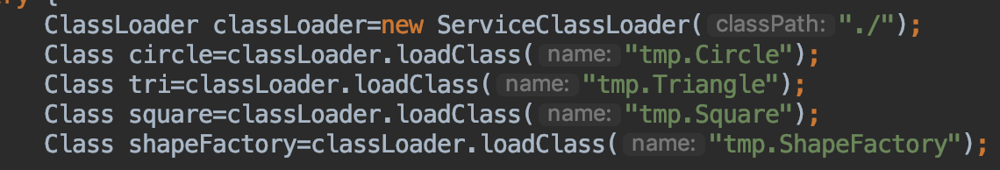 ry {
ClassLoader classLoader=new ServiceClassLoader( classPath: "./");
Class circle=classLoader.loadClass( name: "tmp.Circle");
Class tri=classLoader.loadClass( name: "tmp.Triangle");
Class square=classLoader.loadClass( name: "tmp.Square");
Class shapeFactory=classLoader.loadClass( name: "tmp.ShapeFactory");